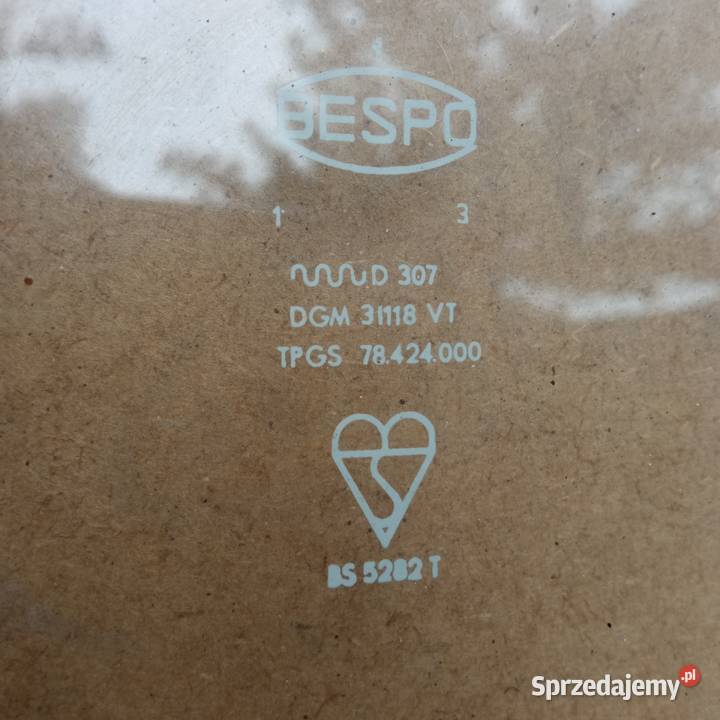 BESPO
1 3
D 307
DGM 31118 VT
TPGS 78.424.000
BS 5282 T
Sprzedajemy.pl